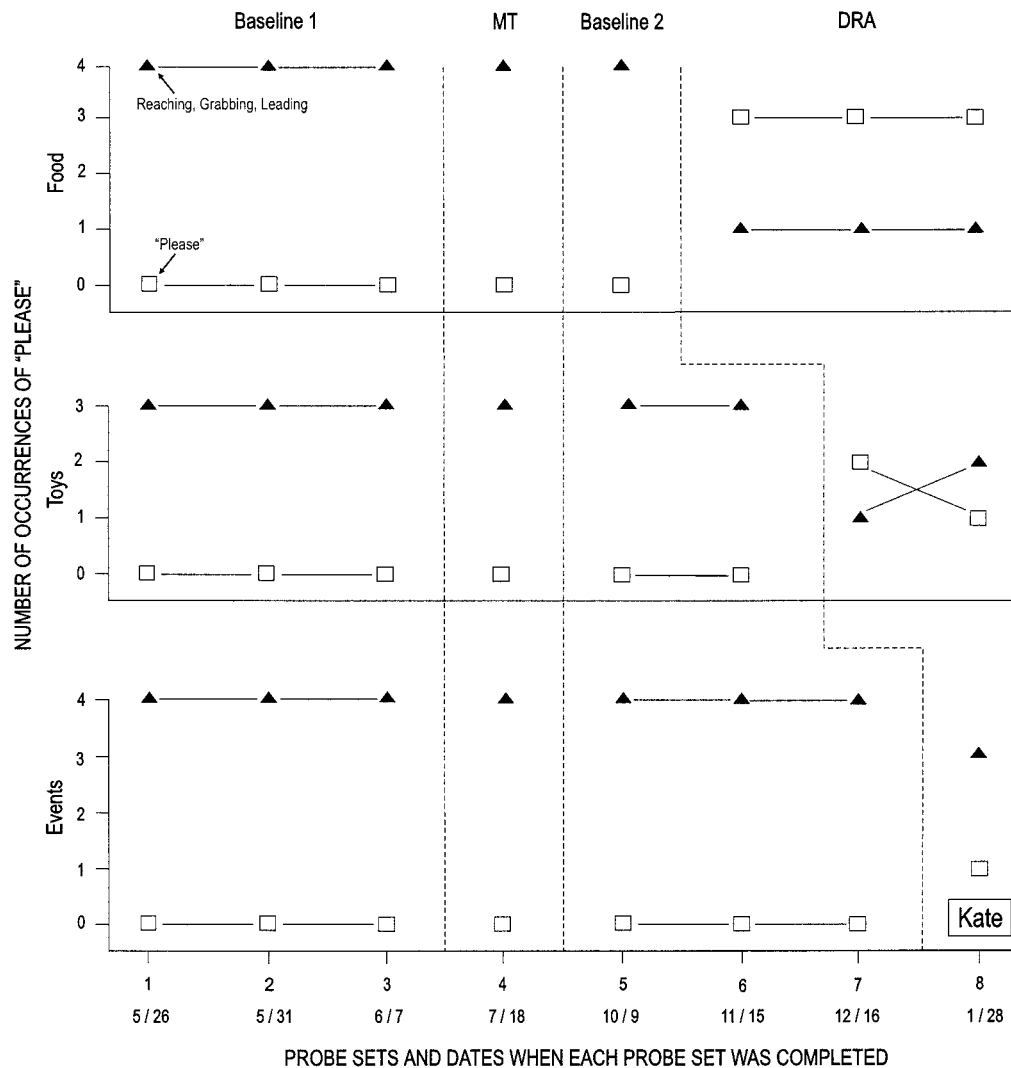 Baseline 1 MT Baseline 2 DRA
NUMBER OF OCCURRENCES OF "PLEASE"
Food
4
Reaching, Grabbing, Leading
3
2
1
"Please"
0
Toys
3
2
1
0
Events
4
3
2
1
0
Kate
1 2 3 4 5 6 7 8
5 / 26 5 / 31 6 / 7 7 / 18 10 / 9 11 / 15 12 / 16 1 / 28
PROBE SETS AND DATES WHEN EACH PROBE SET WAS COMPLETED